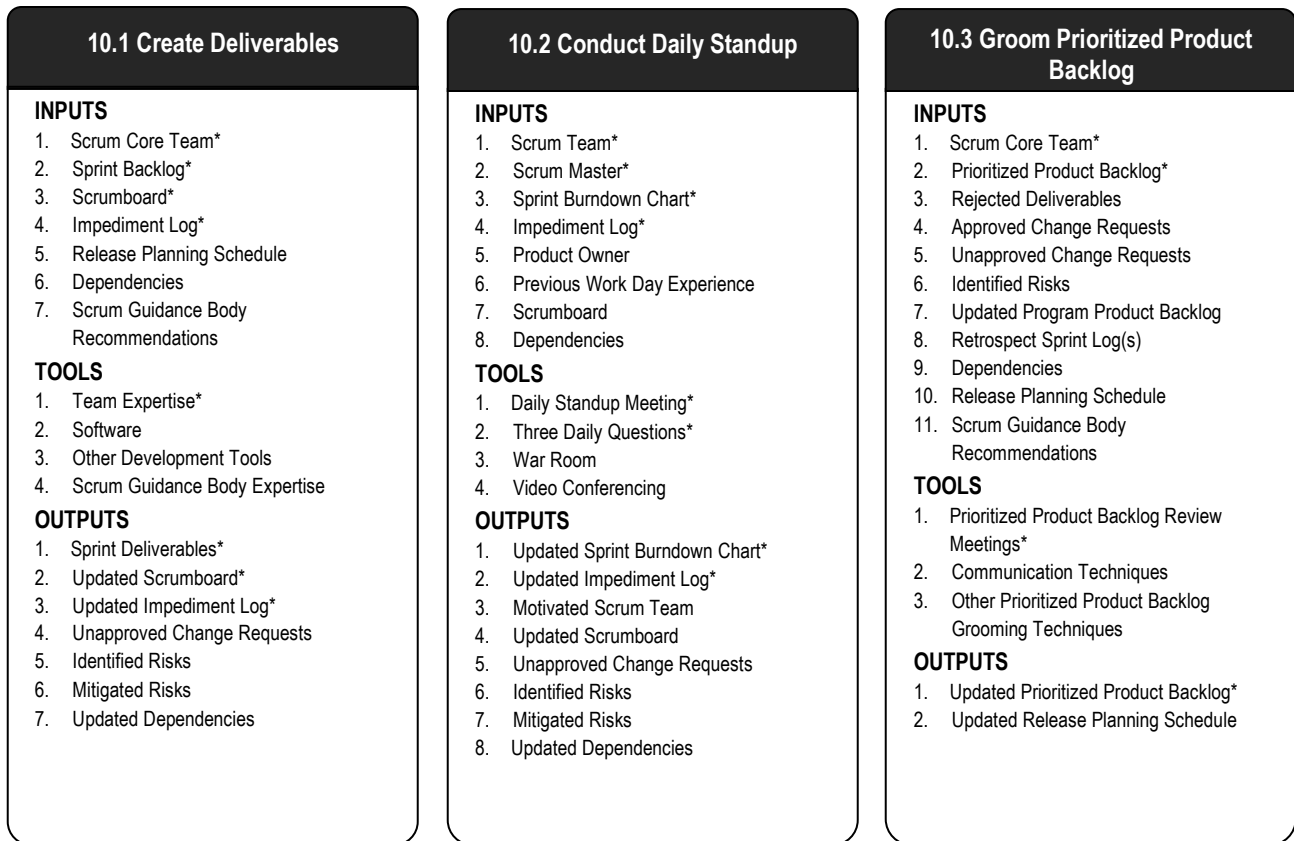 10.1 Create Deliverables
INPUTS
1. Scrum Core Team*
2. Sprint Backlog*
3. Scrumboard*
4. Impediment Log*
5. Release Planning Schedule
6. Dependencies
7. Scrum Guidance Body
Recommendations
TOOLS
1. Team Expertise*
2. Software
3. Other Development Tools
4. Scrum Guidance Body Expertise
OUTPUTS
1. Sprint Deliverables*
2. Updated Scrumboard*
3. Updated Impediment Log*
4. Unapproved Change Requests
5. Identified Risks
6. Mitigated Risks
7. Updated Dependencies
10.2 Conduct Daily Standup
INPUTS
1. Scrum Team*
2. Scrum Master*
3. Sprint Burndown Chart*
4. Impediment Log*
5. Product Owner
6. Previous Work Day Experience
7. Scrumboard
8. Dependencies
TOOLS
1. Daily Standup Meeting*
2. Three Daily Questions*
3. War Room
4. Video Conferencing
OUTPUTS
1. Updated Sprint Burndown Chart*
2. Updated Impediment Log*
3. Motivated Scrum Team
4. Updated Scrumboard
5. Unapproved Change Requests
6. Identified Risks
7. Mitigated Risks
8. Updated Dependencies
10.3 Groom Prioritized Product
Backlog
INPUTS
1. Scrum Core Team*
2. Prioritized Product Backlog*
3. Rejected Deliverables
4. Approved Change Requests
5. Unapproved Change Requests
6. Identified Risks
7. Updated Program Product Backlog
8. Retrospect Sprint Log(s)
9. Dependencies
10. Release Planning Schedule
11. Scrum Guidance Body
Recommendations
TOOLS
1. Prioritized Product Backlog Review
Meetings*
2. Communication Techniques
3. Other Prioritized Product Backlog
Grooming Techniques
OUTPUTS
1. Updated Prioritized Product Backlog*
2. Updated Release Planning Schedule